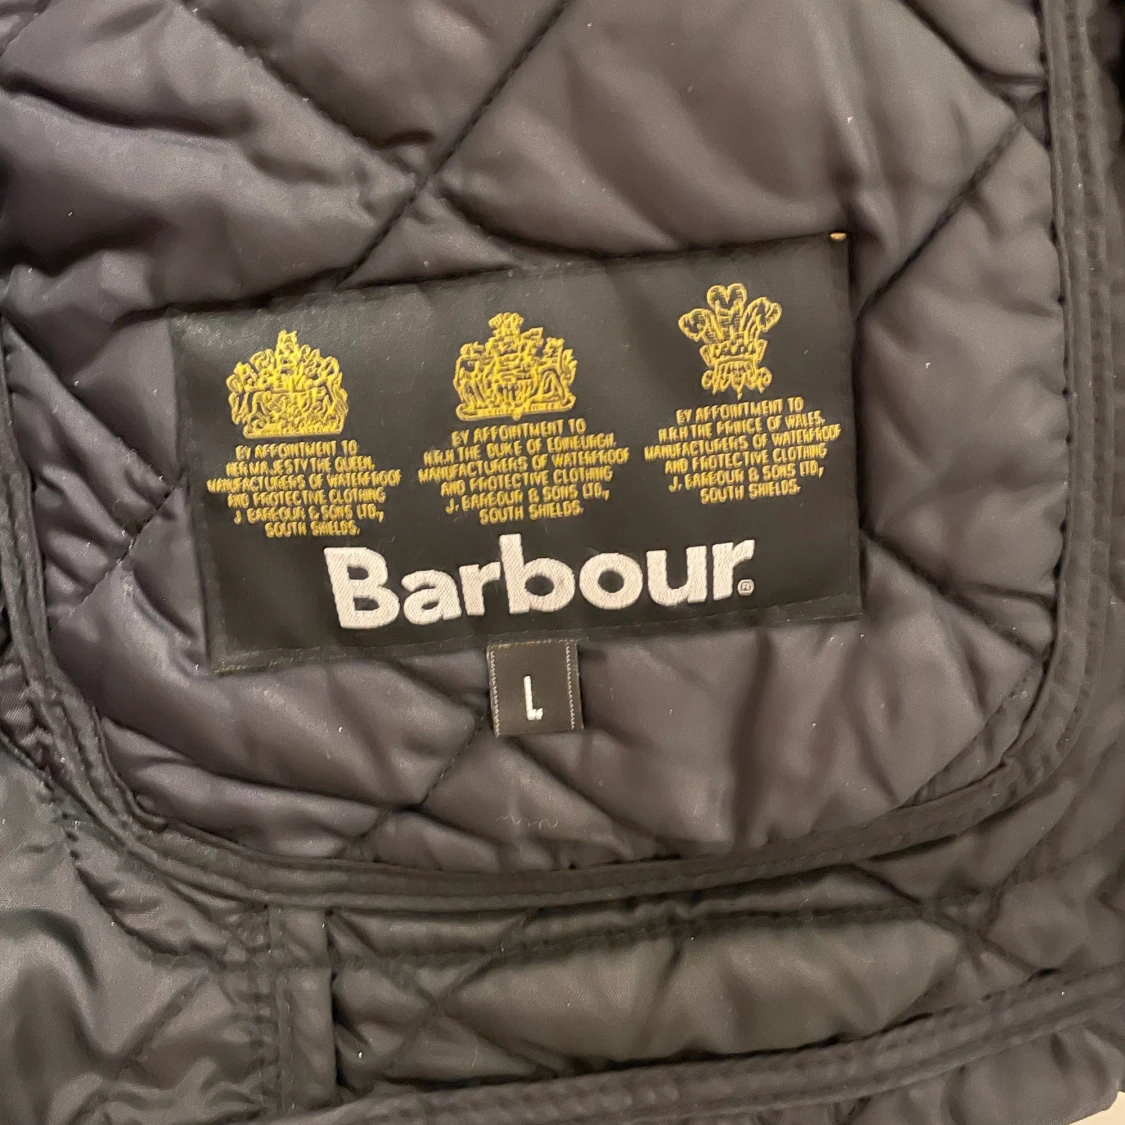 BY APPOINTMENT TO
HER MAJESTY THE QUEEN,
MANUFACTURERS OF WATERPROOF
AND PROTECTIVE CLOTHING
J. BARBOUR & SONS LTD.,
SOUTH SHIELDS.
BY APPOINTMENT TO
H.R.H THE DUKE OF EDINBURGH,
MANUFACTURERS OF WATERPROOF
AND PROTECTIVE CLOTHING
J. BARBOUR & SONS LTD.,
SOUTH SHIELDS.
BY APPOINTMENT TO
H.R.H THE PRINCE OF WALES,
MANUFACTURERS OF WATERPROOF
AND PROTECTIVE CLOTHING
J. BARBOUR & SONS LTD,
SOUTH SHIELDS.
Barbour®
L